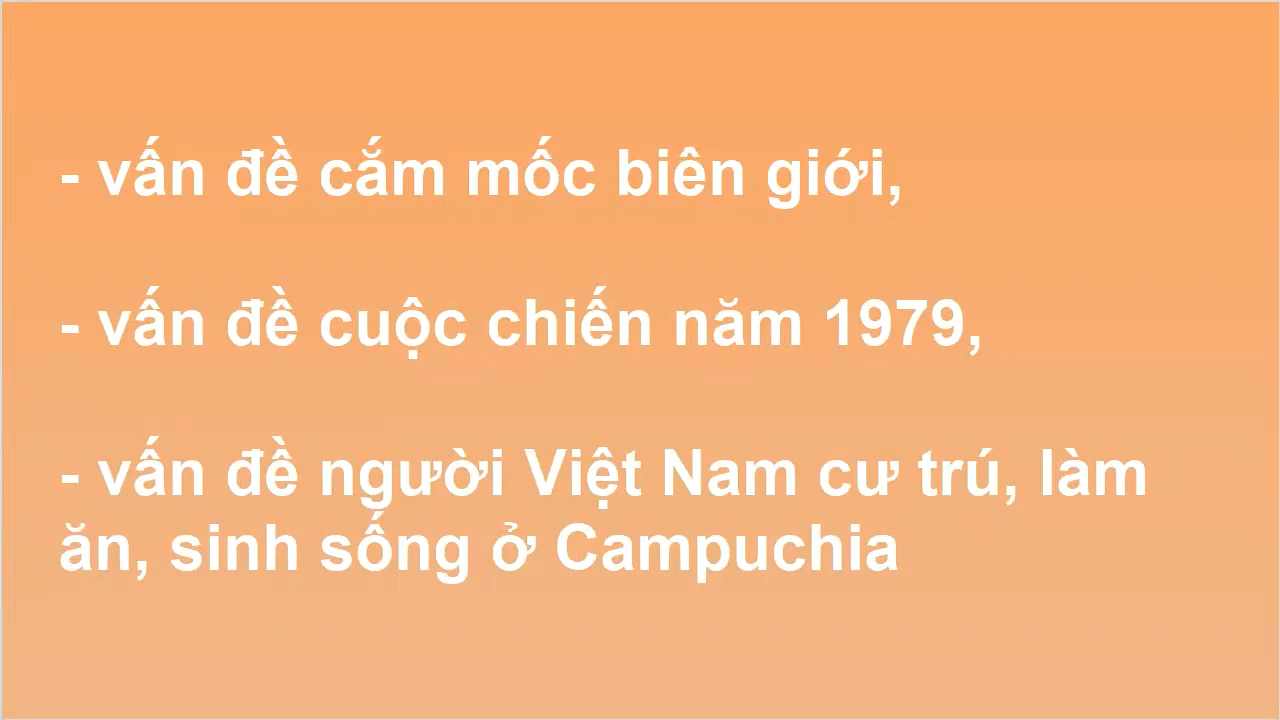 - vấn đề cắm mốc biên giới,
- vấn đề cuộc chiến năm 1979,
- vấn đề người Việt Nam cư trú, làm
ăn, sinh sống ở Campuchia